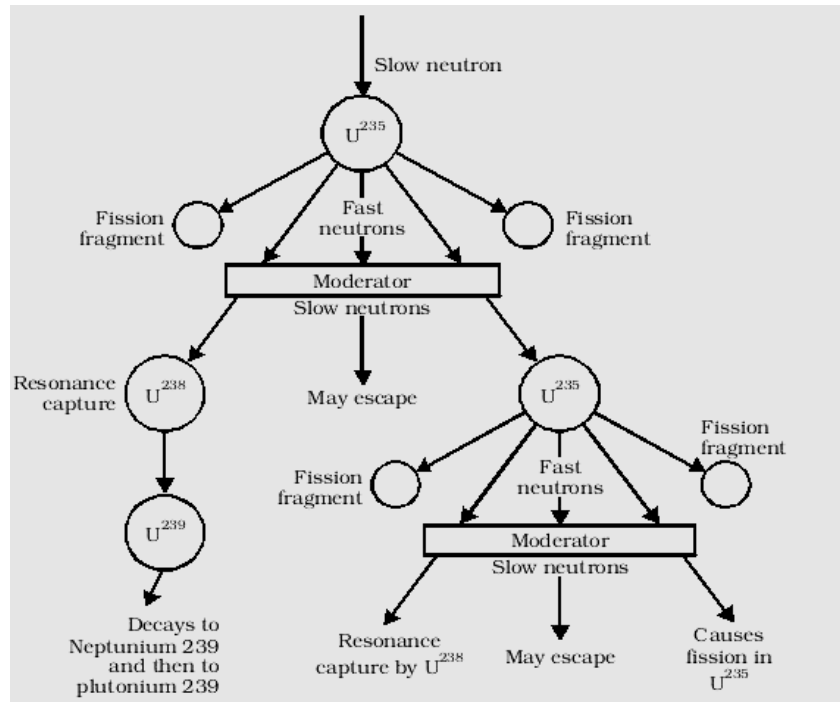 Slow neutron
U²³⁵
Fission
fragment
Fast
neutrons
Fission
fragment
Moderator
Slow neutrons
Resonance
capture
U²³⁸
May escape
U²³⁵
Fission
fragment
Fission
fragment
Fast
neutrons
U²³⁹
Moderator
Slow neutrons
Decays to
Neptunium 239
and then to
plutonium 239
Resonance
capture by U²³⁸
May escape
Causes
fission in
U²³⁵